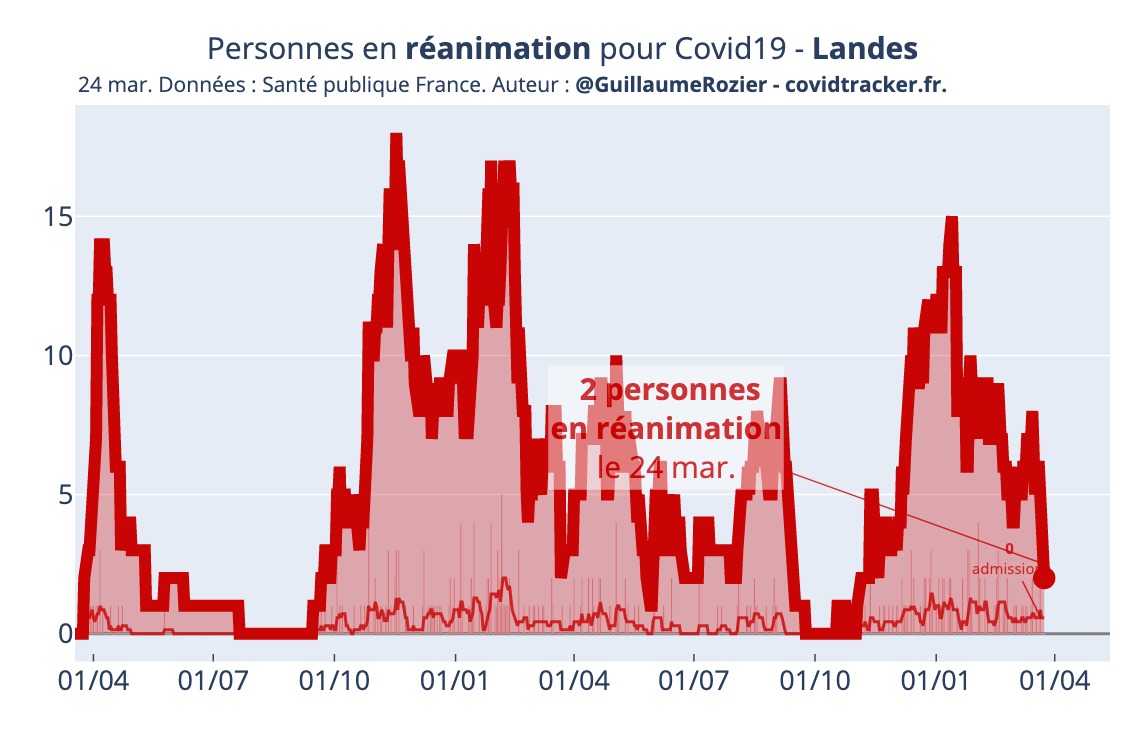 Personnes en réanimation pour Covid19 - Landes
24 mar. Données : Santé publique France. Auteur : @GuillaumeRozier - covidtracker.fr.
15
10
5
0
2 personnes
en réanimation
le 24 mar.
0
admission
01/04
01/07
01/10
01/01
01/04
01/07
01/10
01/01
01/04